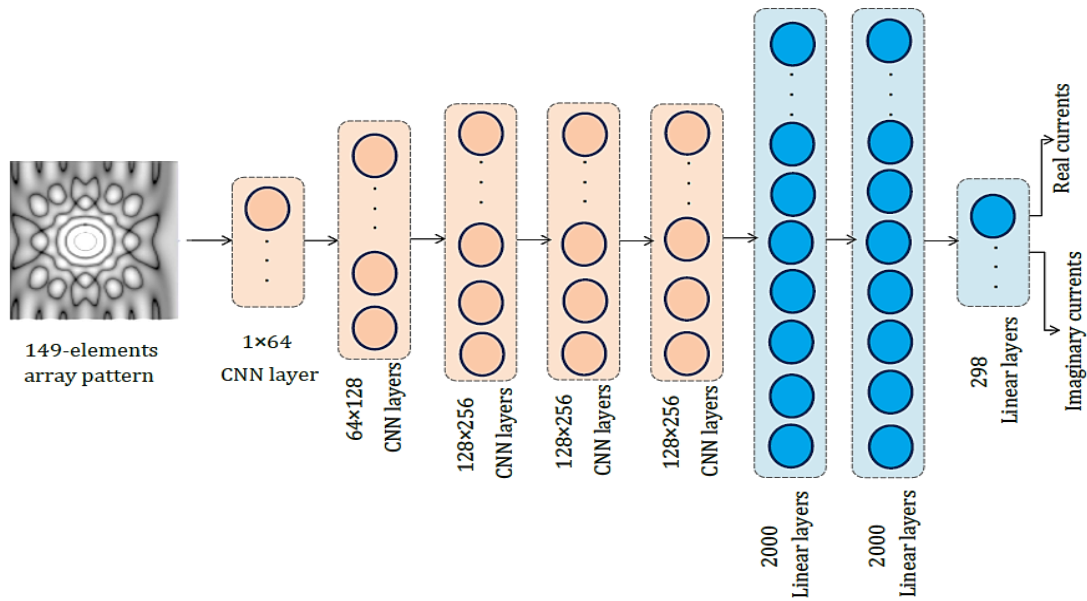 149-elements
array pattern
1×64
CNN layer
64×128
CNN layers
128×256
CNN layers
128×256
CNN layers
128×256
CNN layers
2000
Linear layers
2000
Linear layers
298
Linear layers
Real currents
Imaginary currents